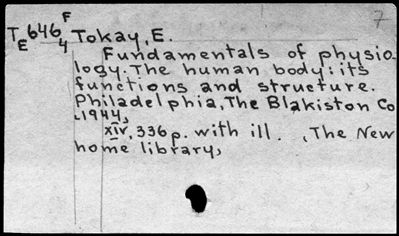 F 7
TE646 Tokay, E.
4
Fundamentals of physio-
logy. The human body: its
functions and structure.
Philadelphia, The Blakiston Co
[1944]
xiv, 336 p. with ill. (The New
home library)